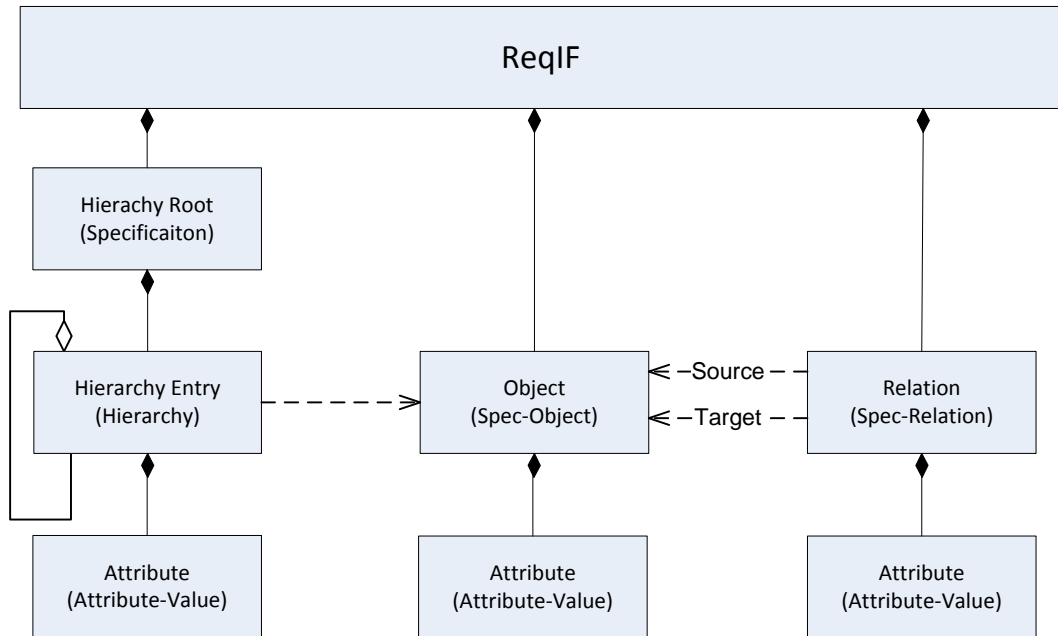 ReqIF
Hierachy Root
(Specificaiton)
Hierarchy Entry
(Hierarchy)
Object
(Spec-Object)
Source
Target
Relation
(Spec-Relation)
Attribute
(Attribute-Value)
Attribute
(Attribute-Value)
Attribute
(Attribute-Value)